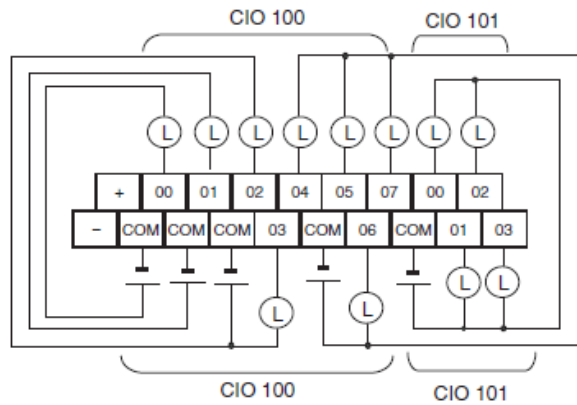 CIO 100 CIO 101
L L L L L L L L
+ 00 01 02 04 05 07 00 02
− COM COM COM 03 COM 06 COM 01 03
L L L L
CIO 100 CIO 101